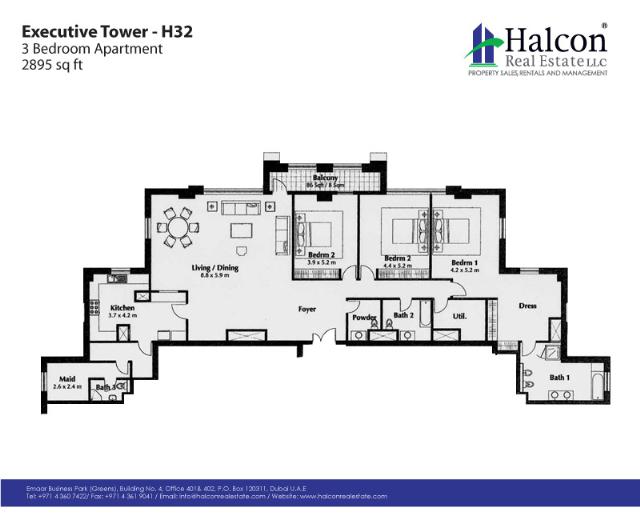 Executive Tower - H32
3 Bedroom Apartment
2895 sq ft
Halcon®
Real Estate LLC
PROPERTY SALES, RENTALS AND MANAGEMENT
Balcony
86 Sqft / 8 Sqm
Bedrm 2
3.9 x 5.2 m
Bedrm 2
4.4 x 5.2 m
Bedrm 1
4.2 x 5.2 m
Living / Dining
8.8 x 5.9 m
Kitchen
3.7 x 4.2 m
Foyer
Powder
Bath 2
Util.
Dress
Maid
2.6 x 2.4 m
Bath 3
Bath 1
Emaar Business Park (Greens), Building No. 4, Office 401& 402, P.O. Box 120311, Dubai U.A.E
Tel: +971 4 360 7422/ Fax: +971 4 361 9041 / Email: info@halconrealestate.com / Website: www.halconrealestate.com